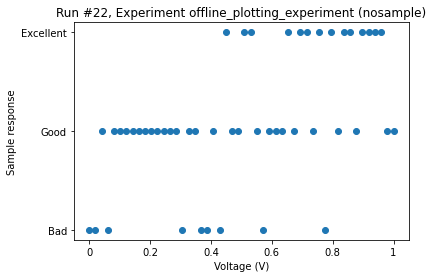 Run #22, Experiment offline_plotting_experiment (nosample)
Excellent
Good
Bad
Sample response
0
0.2
0.4
0.6
0.8
1
Voltage (V)